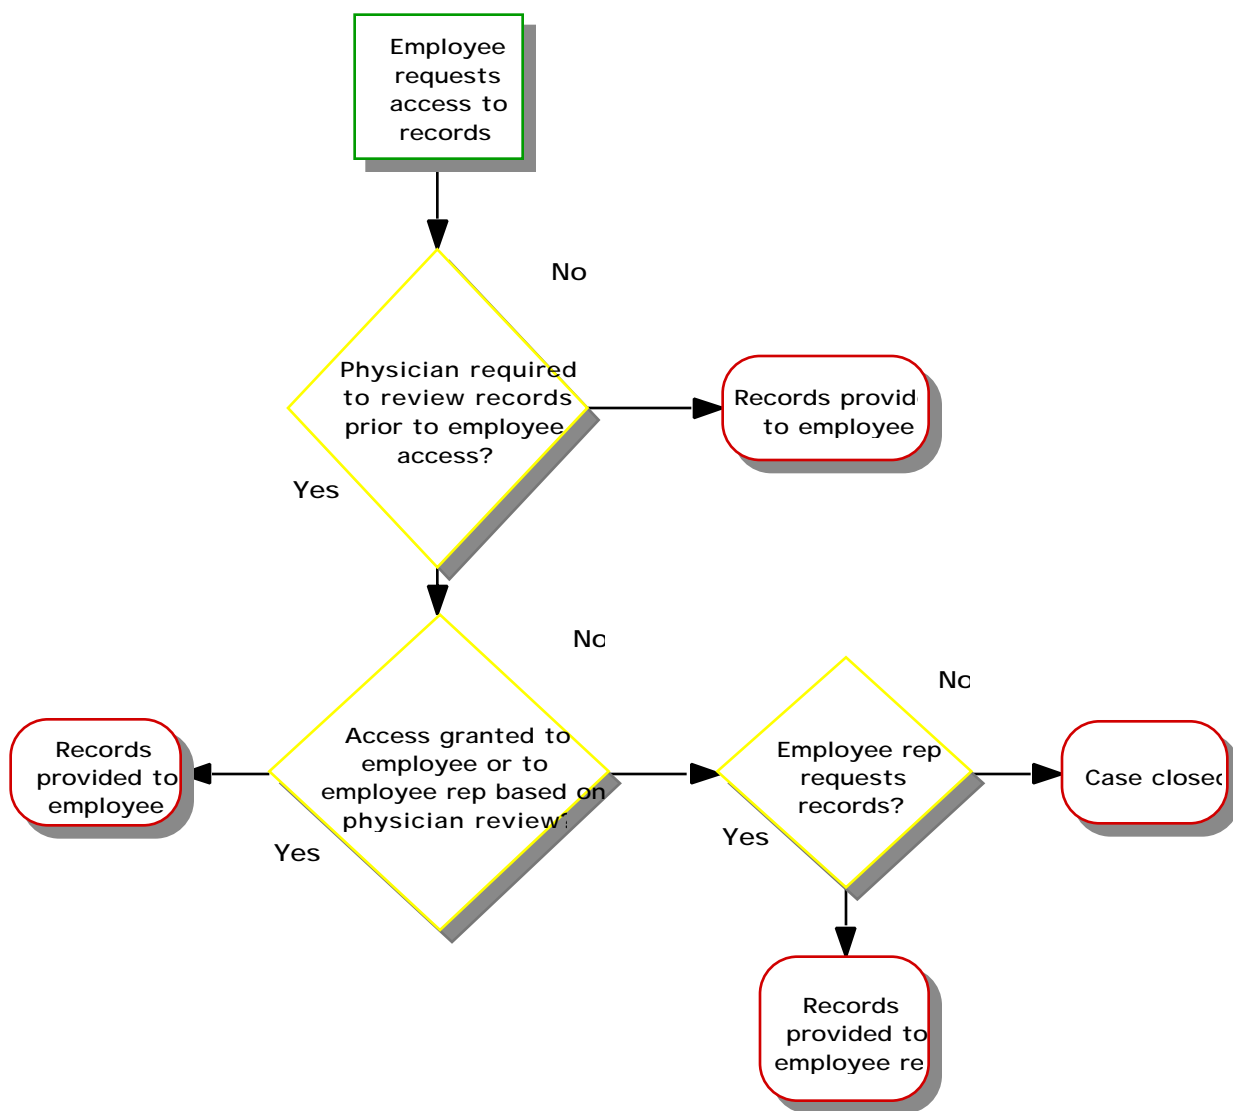 Employee
requests
access to
records
No
Physician required
to review records
prior to employee
access?
Records provid
to employee
Yes
No
No
Records
provided to
employee
Access granted to
employee or to
employee rep based on
physician review?
Employee rep
requests
records?
Case closed
Yes
Yes
Records
provided to
employee re